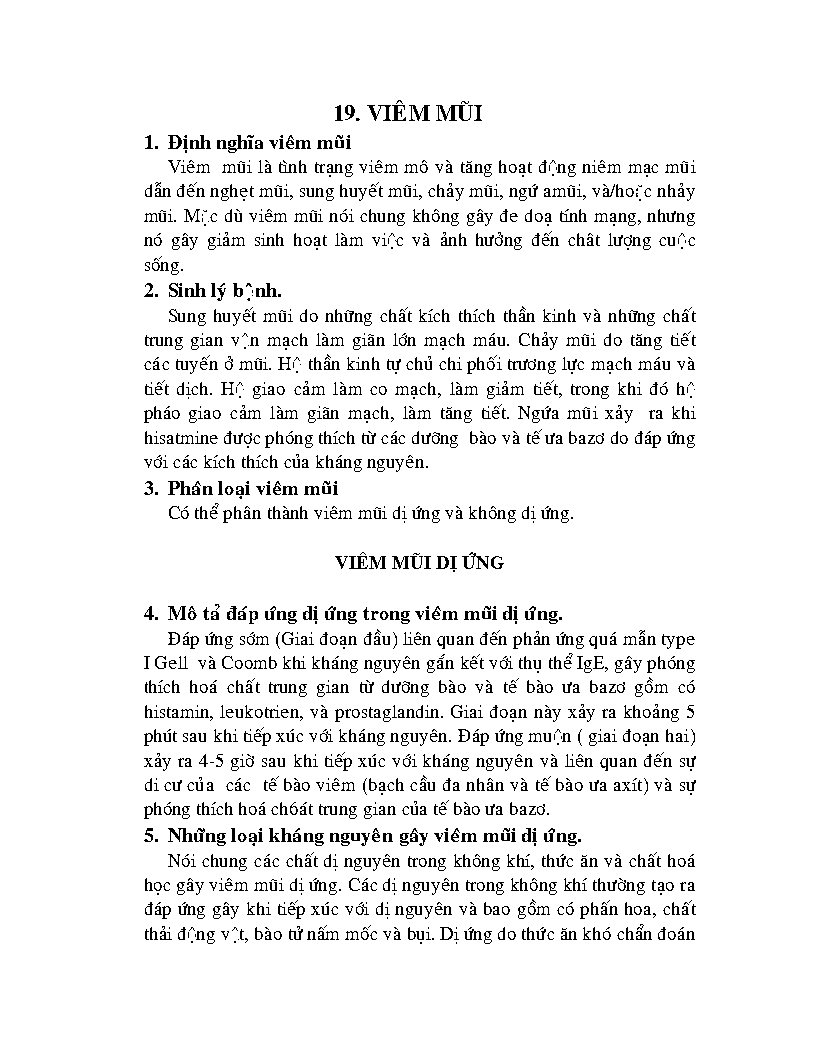 19. VIÊM MŨI
1. Định nghĩa viêm mũi
Viêm mũi là tình trạng viêm mô và tăng hoạt động niêm mạc mũi
dẫn đến nghẹt mũi, sung huyết mũi, chảy mũi, ngứ amũi, và/hoặc nhảy
mũi. Mặc dù viêm mũi nói chung không gây đe doạ tính mạng, nhưng
nó gây giảm sinh hoạt làm việc và ảnh hưởng đến chât lượng cuộc
sống.
2. Sinh lý bệnh.
Sung huyết mũi do những chất kích thích thần kinh và những chất
trung gian vận mạch làm giãn lớn mạch máu. Chảy mũi do tăng tiết
các tuyến ở mũi. Hệ thần kinh tự chủ chi phối trương lực mạch máu và
tiết dịch. Hệ giao cảm làm co mạch, làm giảm tiết, trong khi đó hệ
pháo giao cảm làm giãn mạch, làm tăng tiết. Ngứa mũi xảy ra khi
hisatmine được phóng thích từ các dưỡng bào và tế ưa bazơ do đáp ứng
với các kích thích của kháng nguyên.
3. Phân loại viêm mũi
Có thể phân thành viêm mũi dị ứng và không dị ứng.
VIÊM MŨI DỊ ỨNG
4. Mô tả đáp ứng dị ứng trong viêm mũi dị ứng.
Đáp ứng sớm (Giai đoạn đầu) liên quan đến phản ứng quá mẫn type
I Gell và Coomb khi kháng nguyên gắn kết với thụ thể IgE, gây phóng
thích hoá chất trung gian từ dưỡng bào và tế bào ưa bazơ gồm có
histamin, leukotrien, và prostaglandin. Giai đoạn này xảy ra khoảng 5
phút sau khi tiếp xúc với kháng nguyên. Đáp ứng muộn ( giai đoạn hai)
xảy ra 4-5 giờ sau khi tiếp xúc với kháng nguyên và liên quan đến sự
di cư của các tế bào viêm (bạch cầu đa nhân và tế bào ưa axít) và sự
phóng thích hoá chóát trung gian của tế bào ưa bazơ.
5. Những loại kháng nguyên gây viêm mũi dị ứng.
Nói chung các chất dị nguyên trong không khí, thức ăn và chất hoá
học gây viêm mũi dị ứng. Các dị nguyên trong không khí thường tạo ra
đáp ứng gây khi tiếp xúc với dị nguyên và bao gồm có phấn hoa, chất
thải động vật, bào tử nấm mốc và bụi. Dị ứng do thức ăn khó chẩn đoán